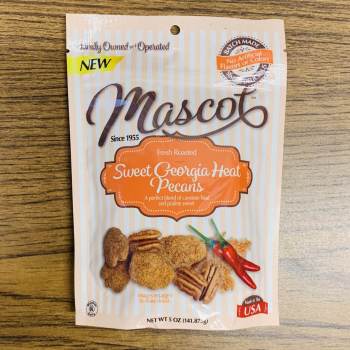 Family Owned and Operated
NEW
BATCH MADE
No Artificial
Flavors or Colors
Mascot
Since 1955
Fresh Roasted
Sweet Georgia Heat
Pecans
A perfect blend of cayenne heat
and praline sweet
Made in the
USA
NET WT 5 OZ (141.875g)